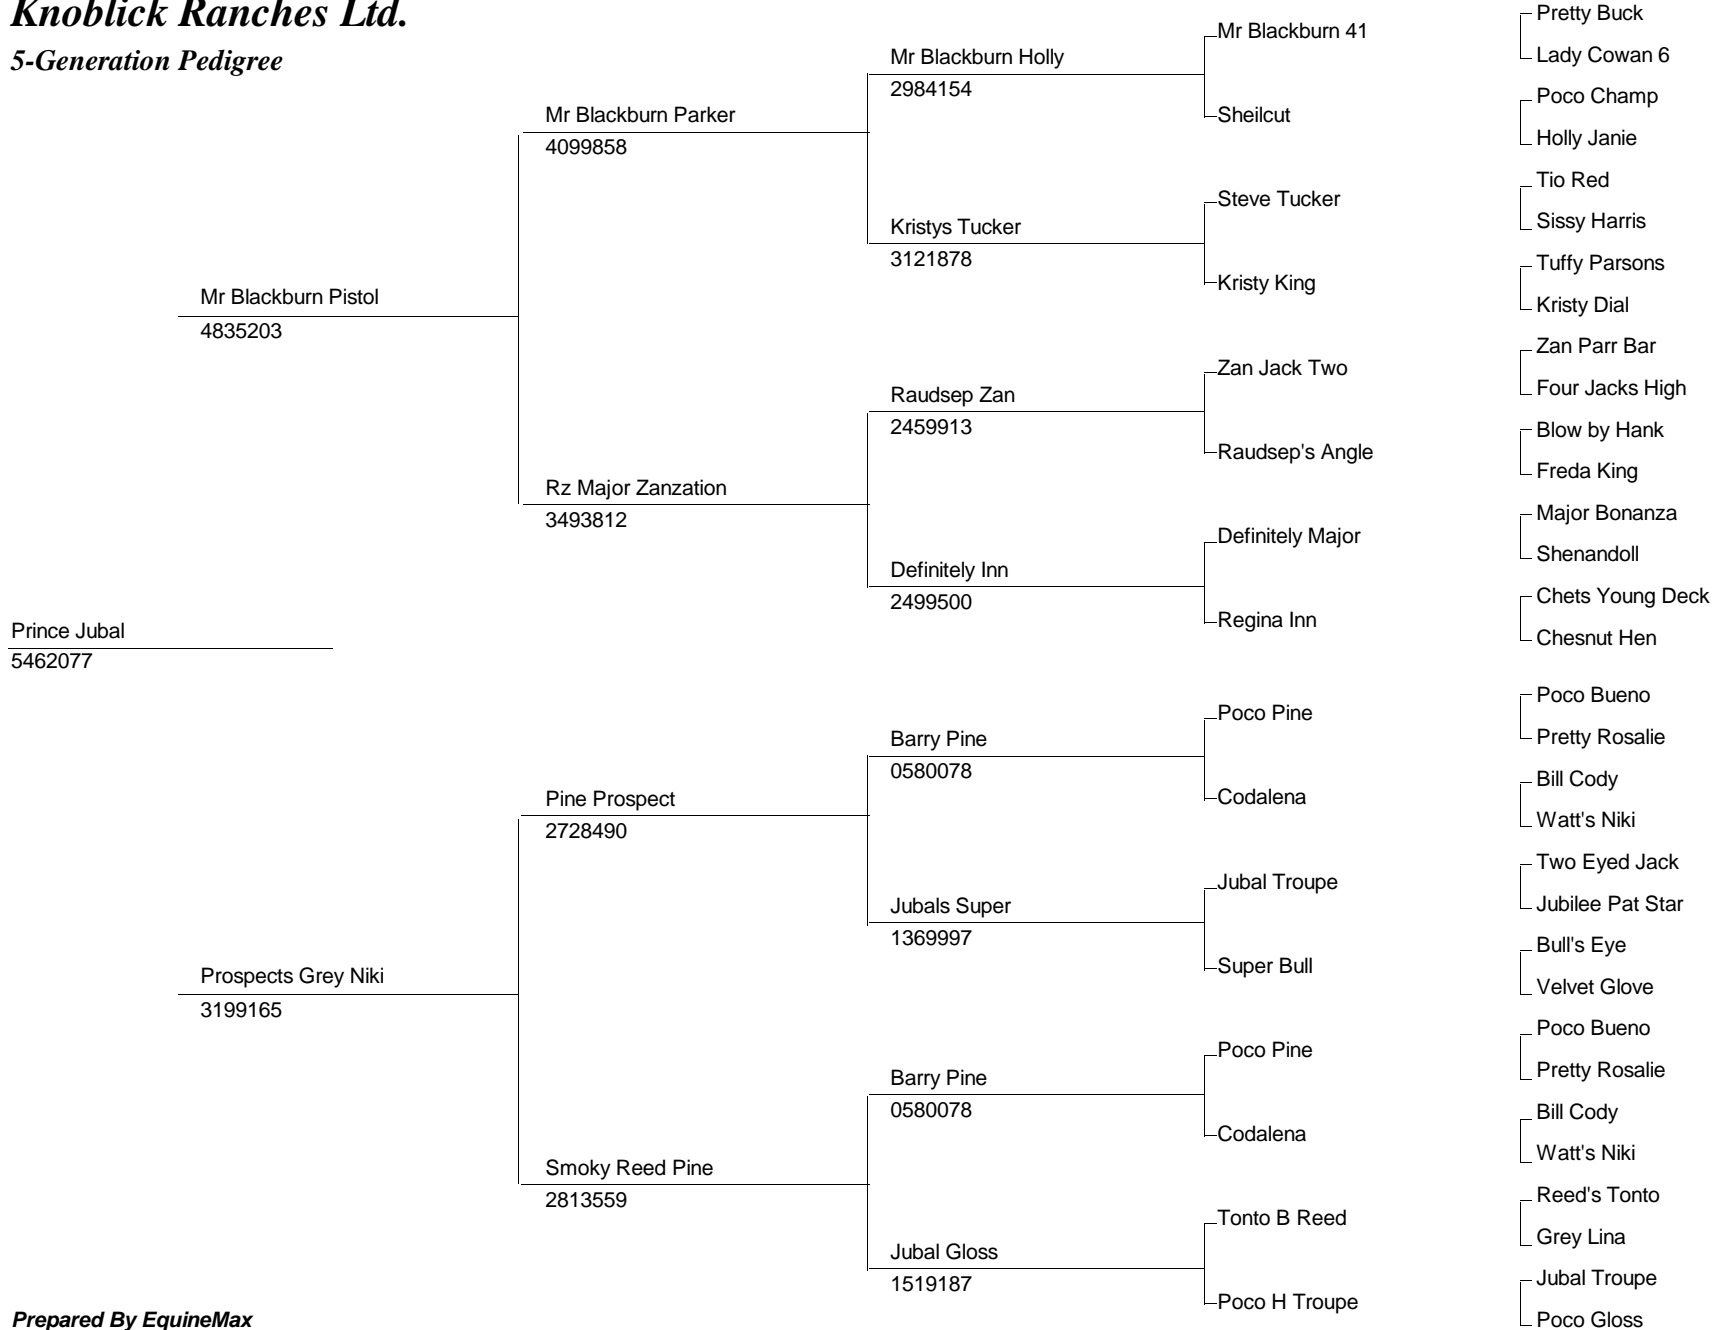 Knoblick Ranches Ltd.
5-Generation Pedigree
Prince Jubal
5462077
Mr Blackburn Pistol
4835203
Prospects Grey Niki
3199165
Mr Blackburn Parker
4099858
Rz Major Zanzation
3493812
Pine Prospect
2728490
Smoky Reed Pine
2813559
Mr Blackburn Holly
2984154
Kristys Tucker
3121878
Raudsep Zan
2459913
Definitely Inn
2499500
Barry Pine
0580078
Jubals Super
1369997
Barry Pine
0580078
Jubal Gloss
1519187
Mr Blackburn 41
Sheilcut
Steve Tucker
Kristy King
Zan Jack Two
Raudsep's Angle
Definitely Major
Regina Inn
Poco Pine
Codalena
Jubal Troupe
Super Bull
Poco Pine
Codalena
Tonto B Reed
Poco H Troupe
Pretty Buck
Lady Cowan 6
Poco Champ
Holly Janie
Tio Red
Sissy Harris
Tuffy Parsons
Kristy Dial
Zan Parr Bar
Four Jacks High
Blow by Hank
Freda King
Major Bonanza
Shenandoll
Chets Young Deck
Chesnut Hen
Poco Bueno
Pretty Rosalie
Bill Cody
Watt's Niki
Two Eyed Jack
Jubilee Pat Star
Bull's Eye
Velvet Glove
Poco Bueno
Pretty Rosalie
Bill Cody
Watt's Niki
Reed's Tonto
Grey Lina
Jubal Troupe
Poco Gloss
Prepared By EquineMax